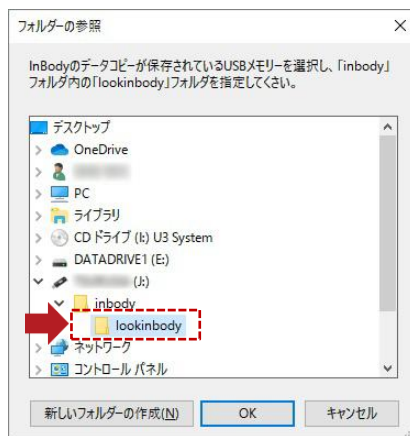 フォルダーの参照
InBodyのデータコピーが保存されているUSBメモリーを選択し、「inbody」
フォルダ内の「lookinbody」フォルダを指定してください。
デスクトップ
OneDrive
PC
ライブラリ
CD ドライブ (I:) U3 System
DATADRIVE1 (E:)
(J:)
inbody
lookinbody
ネットワーク
コントロール パネル
新しいフォルダーの作成(N)
OK
キャンセル